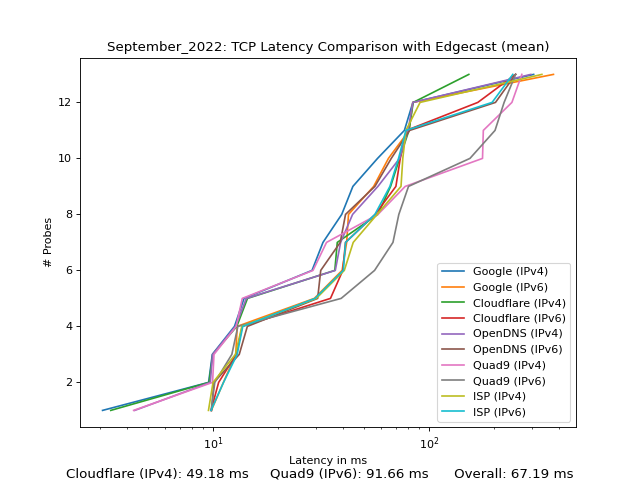 September_2022: TCP Latency Comparison with Edgecast (mean)
# Probes
12
10
8
6
4
2
Google (IPv4)
Google (IPv6)
Cloudflare (IPv4)
Cloudflare (IPv6)
OpenDNS (IPv4)
OpenDNS (IPv6)
Quad9 (IPv4)
Quad9 (IPv6)
ISP (IPv4)
ISP (IPv6)
10¹ 10²
Latency in ms
Cloudflare (IPv4): 49.18 ms Quad9 (IPv6): 91.66 ms Overall: 67.19 ms